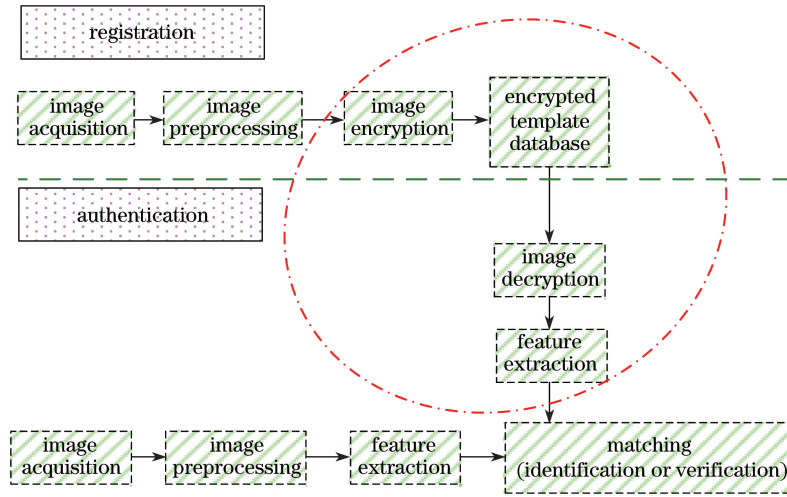 registration
image
acquisition
image
preprocessing
image
encryption
encrypted
template
database
authentication
image
decryption
feature
extraction
image
acquisition
image
preprocessing
feature
extraction
matching
(identification or verification)